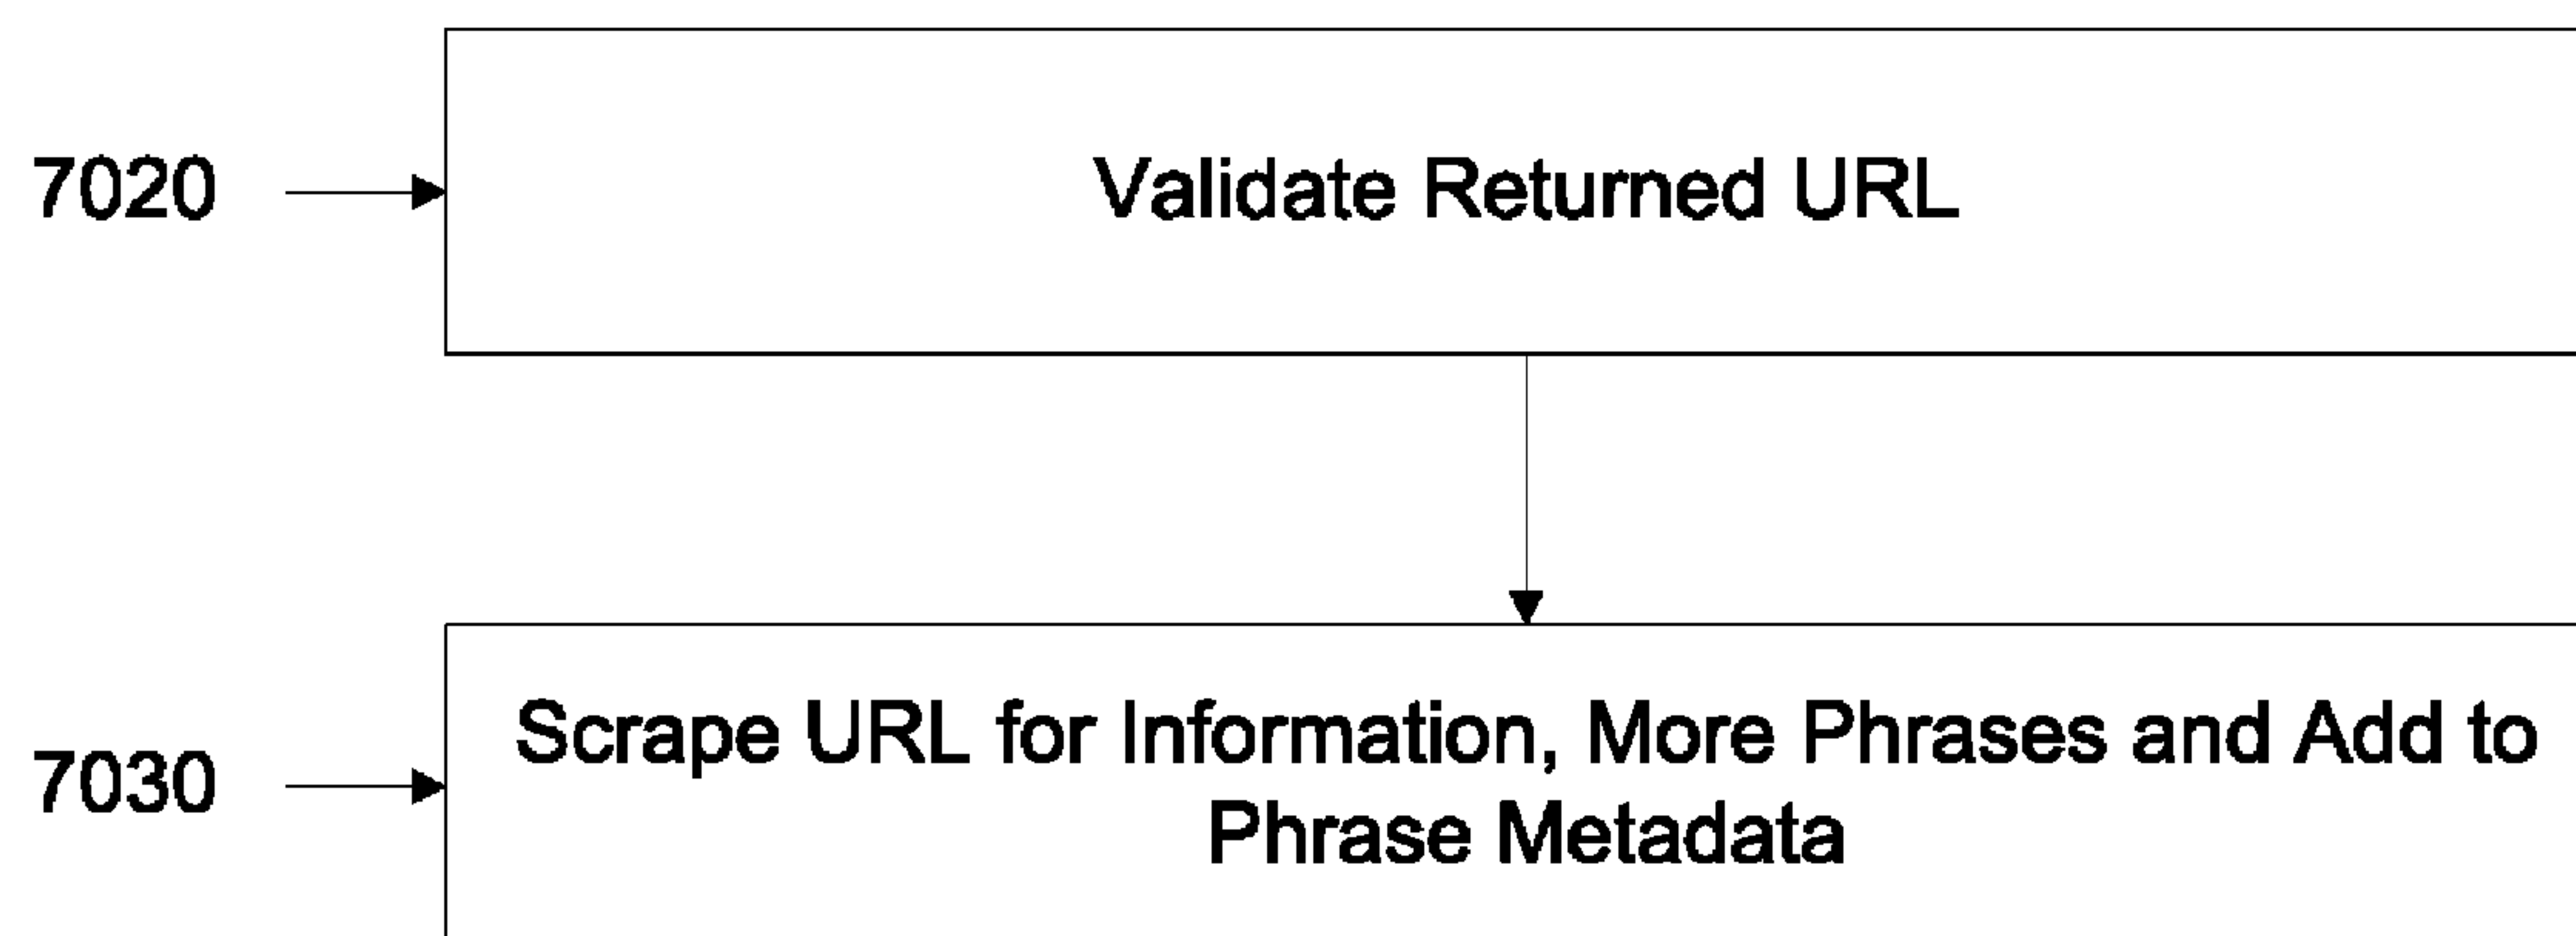 7020
Validate Returned URL
7030
Scrape URL for Information, More Phrases and Add to
Phrase Metadata